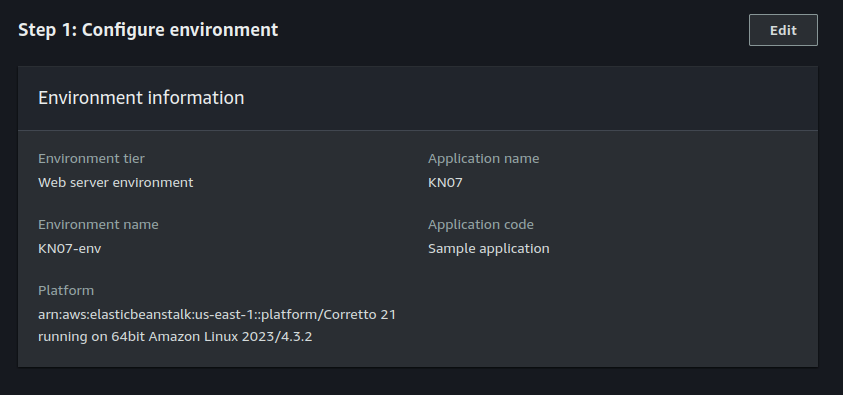 Step 1: Configure environment
Edit
Environment information
Environment tier
Web server environment
Application name
KN07
Environment name
KN07-env
Application code
Sample application
Platform
arn:aws:elasticbeanstalk:us-east-1::platform/Corretto 21
running on 64bit Amazon Linux 2023/4.3.2